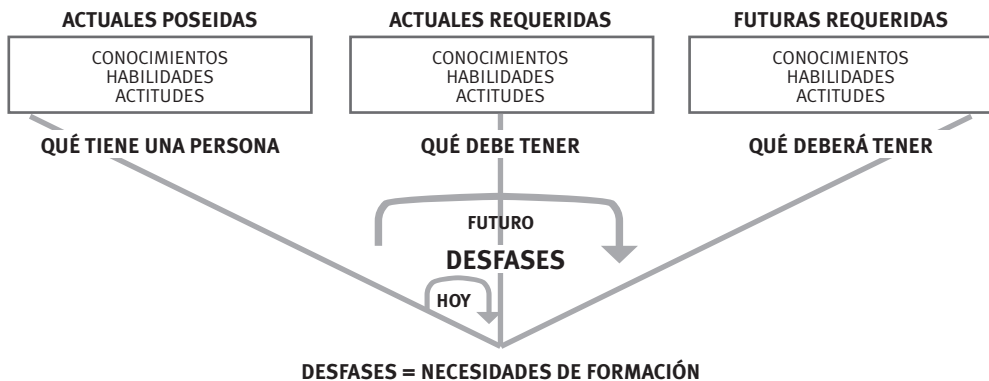 ACTUALES POSEIDAS
CONOCIMIENTOS
HABILIDADES
ACTITUDES
QUÉ TIENE UNA PERSONA
ACTUALES REQUERIDAS
CONOCIMIENTOS
HABILIDADES
ACTITUDES
QUÉ DEBE TENER
FUTURAS REQUERIDAS
CONOCIMIENTOS
HABILIDADES
ACTITUDES
QUÉ DEBERÁ TENER
FUTURO
DESFASES
HOY
DESFASES = NECESIDADES DE FORMACIÓN